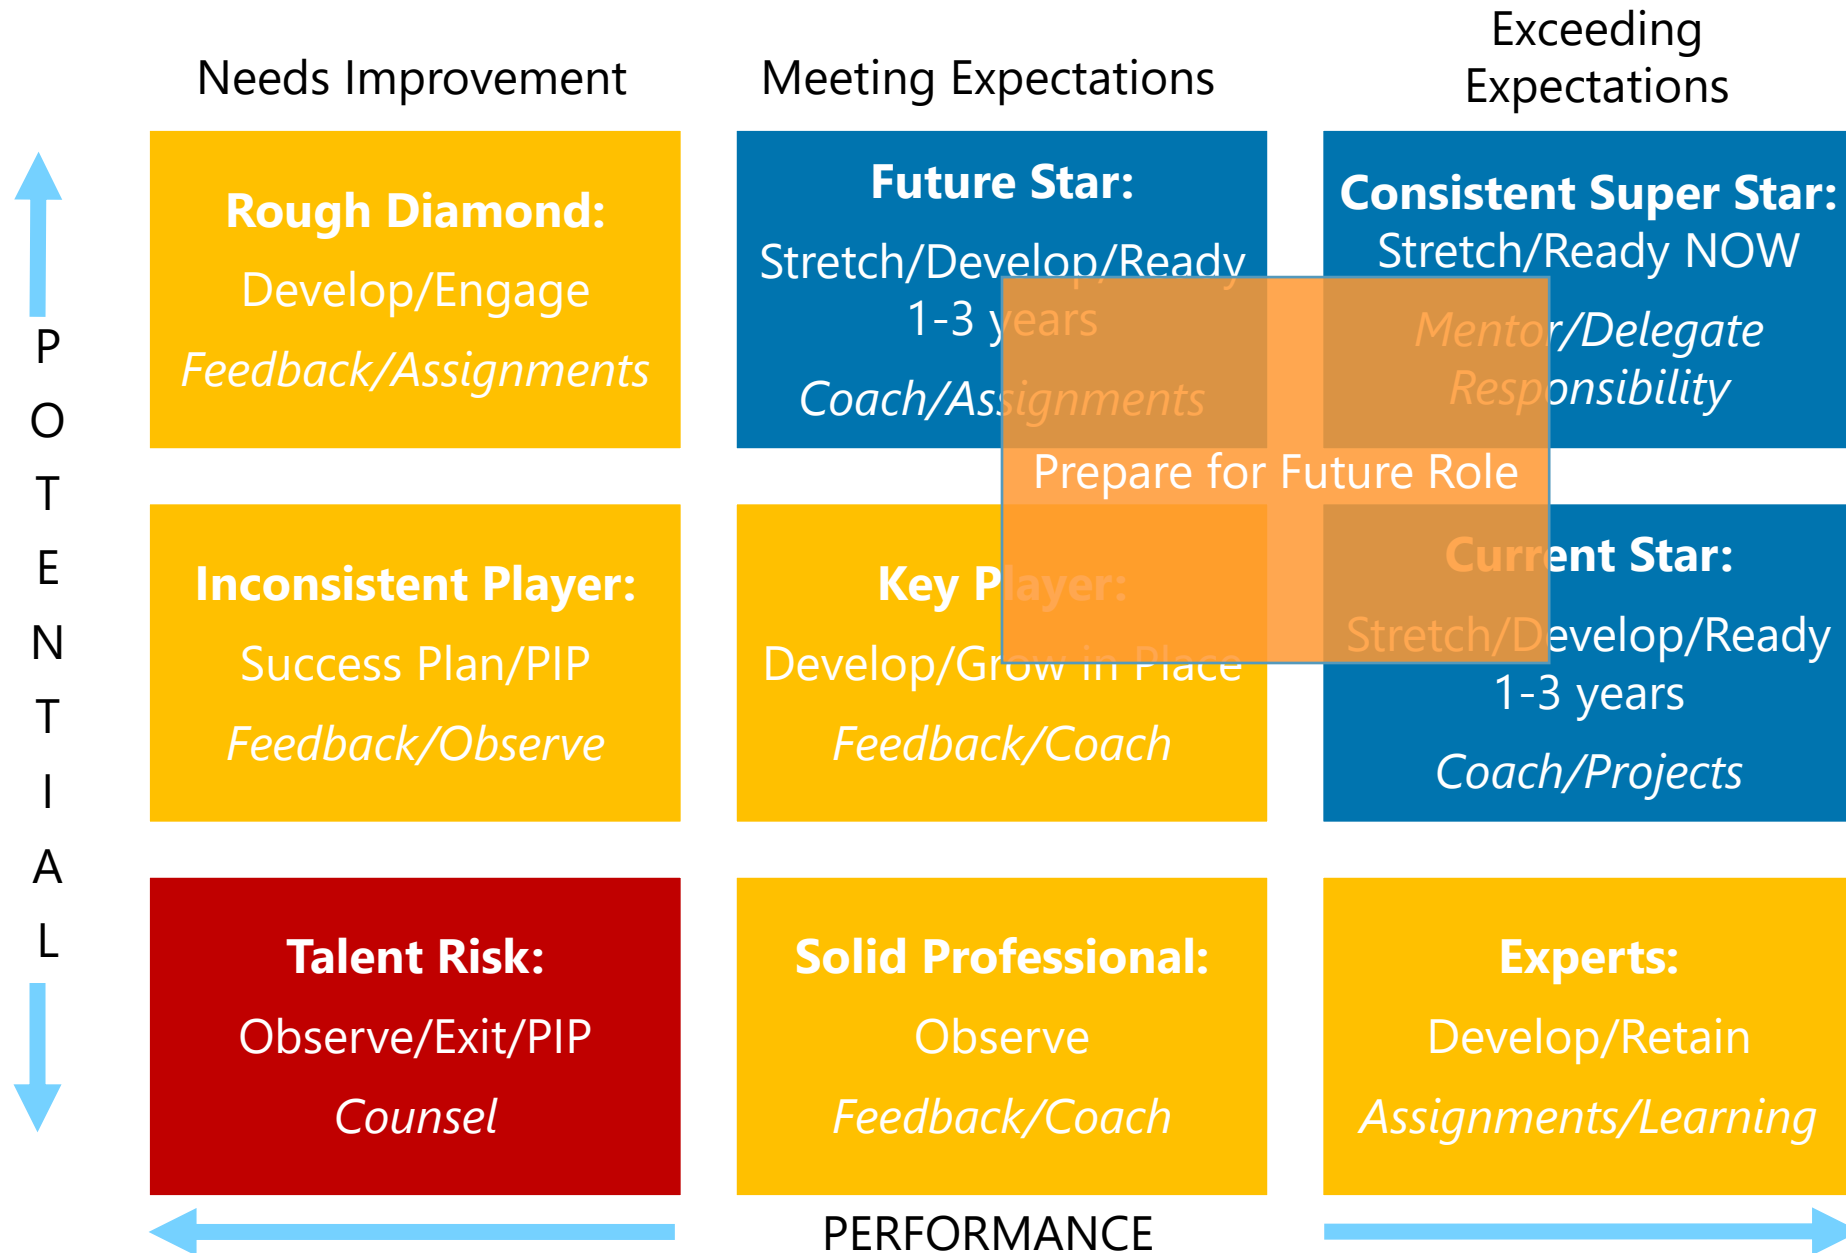 Needs Improvement
Meeting Expectations
Exceeding
Expectations
POTENTIAL
Rough Diamond:
Develop/Engage
Feedback/Assignments
Future Star:
Stretch/Develop/Ready
1-3 years
Coach/Assignments
Consistent Super Star:
Stretch/Ready NOW
Mentor/Delegate
Responsibility
Prepare for Future Role
Inconsistent Player:
Success Plan/PIP
Feedback/Observe
Key Player:
Develop/Grow in Place
Feedback/Coach
Current Star:
Stretch/Develop/Ready
1-3 years
Coach/Projects
Talent Risk:
Observe/Exit/PIP
Counsel
Solid Professional:
Observe
Feedback/Coach
Experts:
Develop/Retain
Assignments/Learning
PERFORMANCE